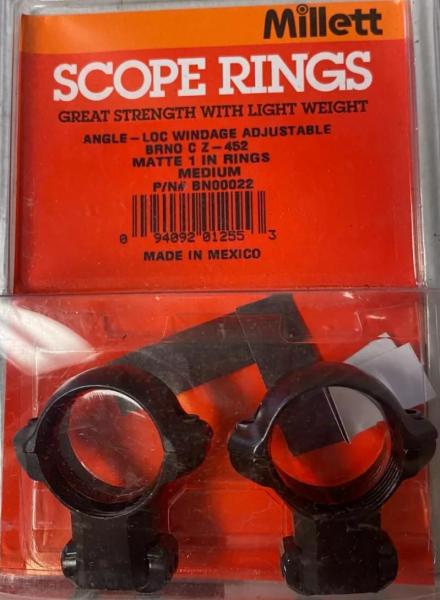 Millett
SCOPE RINGS
GREAT STRENGTH WITH LIGHT WEIGHT
ANGLE-LOC WINDAGE ADJUSTABLE
BRNO C Z-452
MATTE 1 IN RINGS
MEDIUM
P/N# BN00022
0 94092 01255 3
MADE IN MEXICO